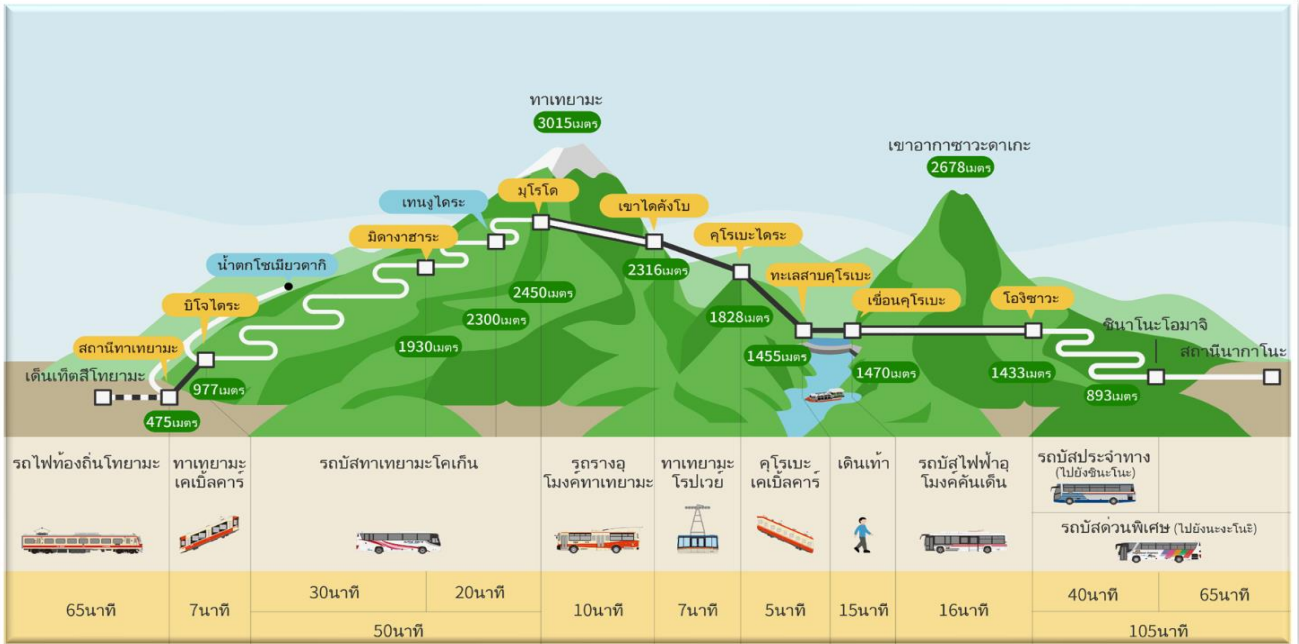 ทาเทยามะ
3015เมตร
เขาอากาซาวะดาเกะ
2678เมตร
เทนงูไดระ
มุโรโด
เขาไดคังโบ
มิดางาฮาระ
คุโรเบะไดระ
น้ำตกโชเมียวดากิ
2316เมตร
ทะเลสาบคุโรเบะ
บิโจไดระ
2450เมตร
เขื่อนคุโรเบะ
โองิซาวะ
2300เมตร
1828เมตร
ชินาโนะโอมาจิ
สถานีทาเทยามะ
1930เมตร
1455เมตร
สถานีนากาโนะ
เด็นเท็ตสึโทยามะ
977เมตร
1470เมตร
1433เมตร
893เมตร
475เมตร
รถไฟท้องถิ่นโทยามะ
ทาเทยามะ
เคเบิ้ลคาร์
รถบัสทาเทยามะโคเก็น
รถรางอุ
โมงค์ทาเทยามะ
ทาเทยามะ
โรปเวย์
คุโรเบะ
เคเบิ้ลคาร์
เดินเท้า
รถบัสไฟฟ้าอุ
โมงค์คันเด็น
รถบัสประจำทาง
(ไปยังชินะโนะ)
รถบัสด่วนพิเศษ (ไปยังนะงะโนะ)
65นาที
7นาที
30นาที
20นาที
50นาที
10นาที
7นาที
5นาที
15นาที
16นาที
40นาที
65นาที
105นาที